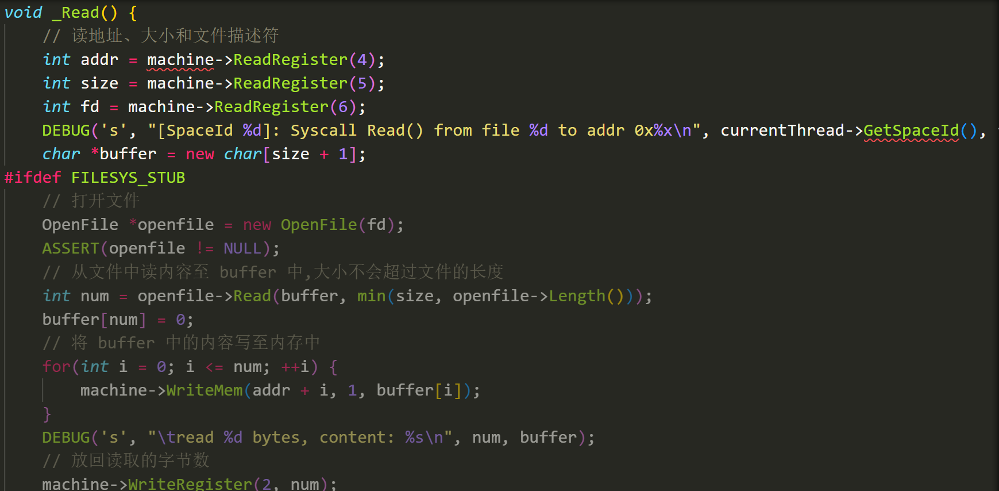 void _Read() {
// 读地址、大小和文件描述符
int addr = machine->ReadRegister(4);
int size = machine->ReadRegister(5);
int fd = machine->ReadRegister(6);
DEBUG('s', "[SpaceId %d]: Syscall Read() from file %d to addr 0x%x\n", currentThread->GetSpaceId(),
char *buffer = new char[size + 1];
#ifdef FILESYS_STUB
// 打开文件
OpenFile *openfile = new OpenFile(fd);
ASSERT(openfile != NULL);
// 从文件中读内容至 buffer 中,大小不会超过文件的长度
int num = openfile->Read(buffer, min(size, openfile->Length()));
buffer[num] = 0;
// 将 buffer 中的内容写至内存中
for(int i = 0; i <= num; ++i) {
machine->WriteMem(addr + i, 1, buffer[i]);
}
DEBUG('s', "\tread %d bytes, content: %s\n", num, buffer);
// 放回读取的字节数
machine->WriteRegister(2, num);